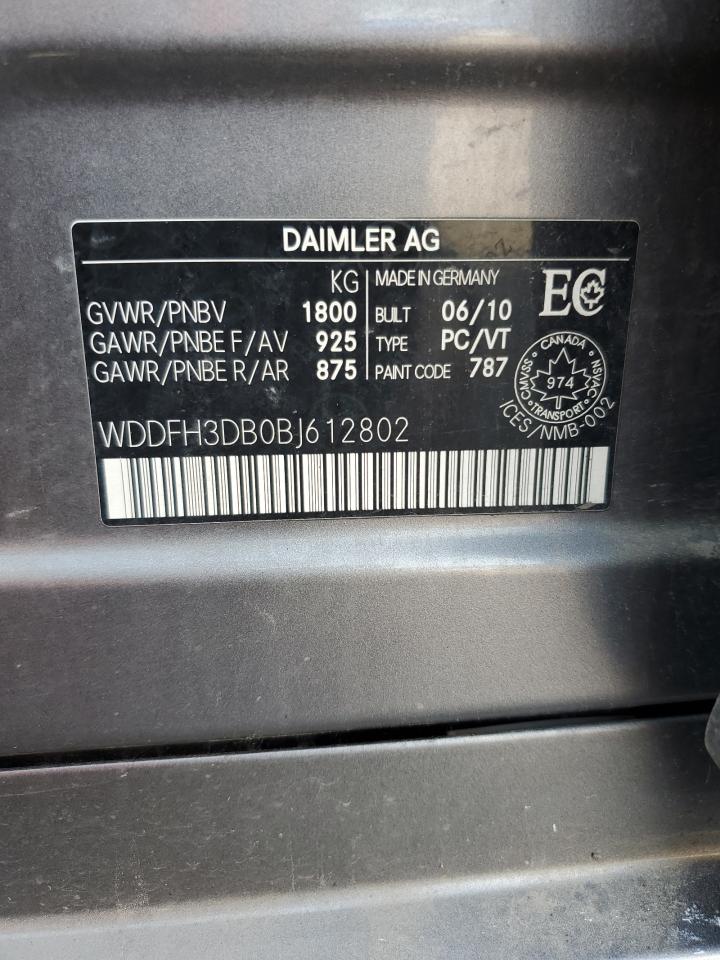 DAIMLER AG
KG
GVWR/PNBV 1800
GAWR/PNBE F/AV 925
GAWR/PNBE R/AR 875
MADE IN GERMANY
BUILT 06/10
TYPE PC/VT
PAINT CODE 787
EC
CANADA
CMVSS/NSVAC
974
TRANSPORT
ICES/NMB-002
WDDFH3DB0BJ612802